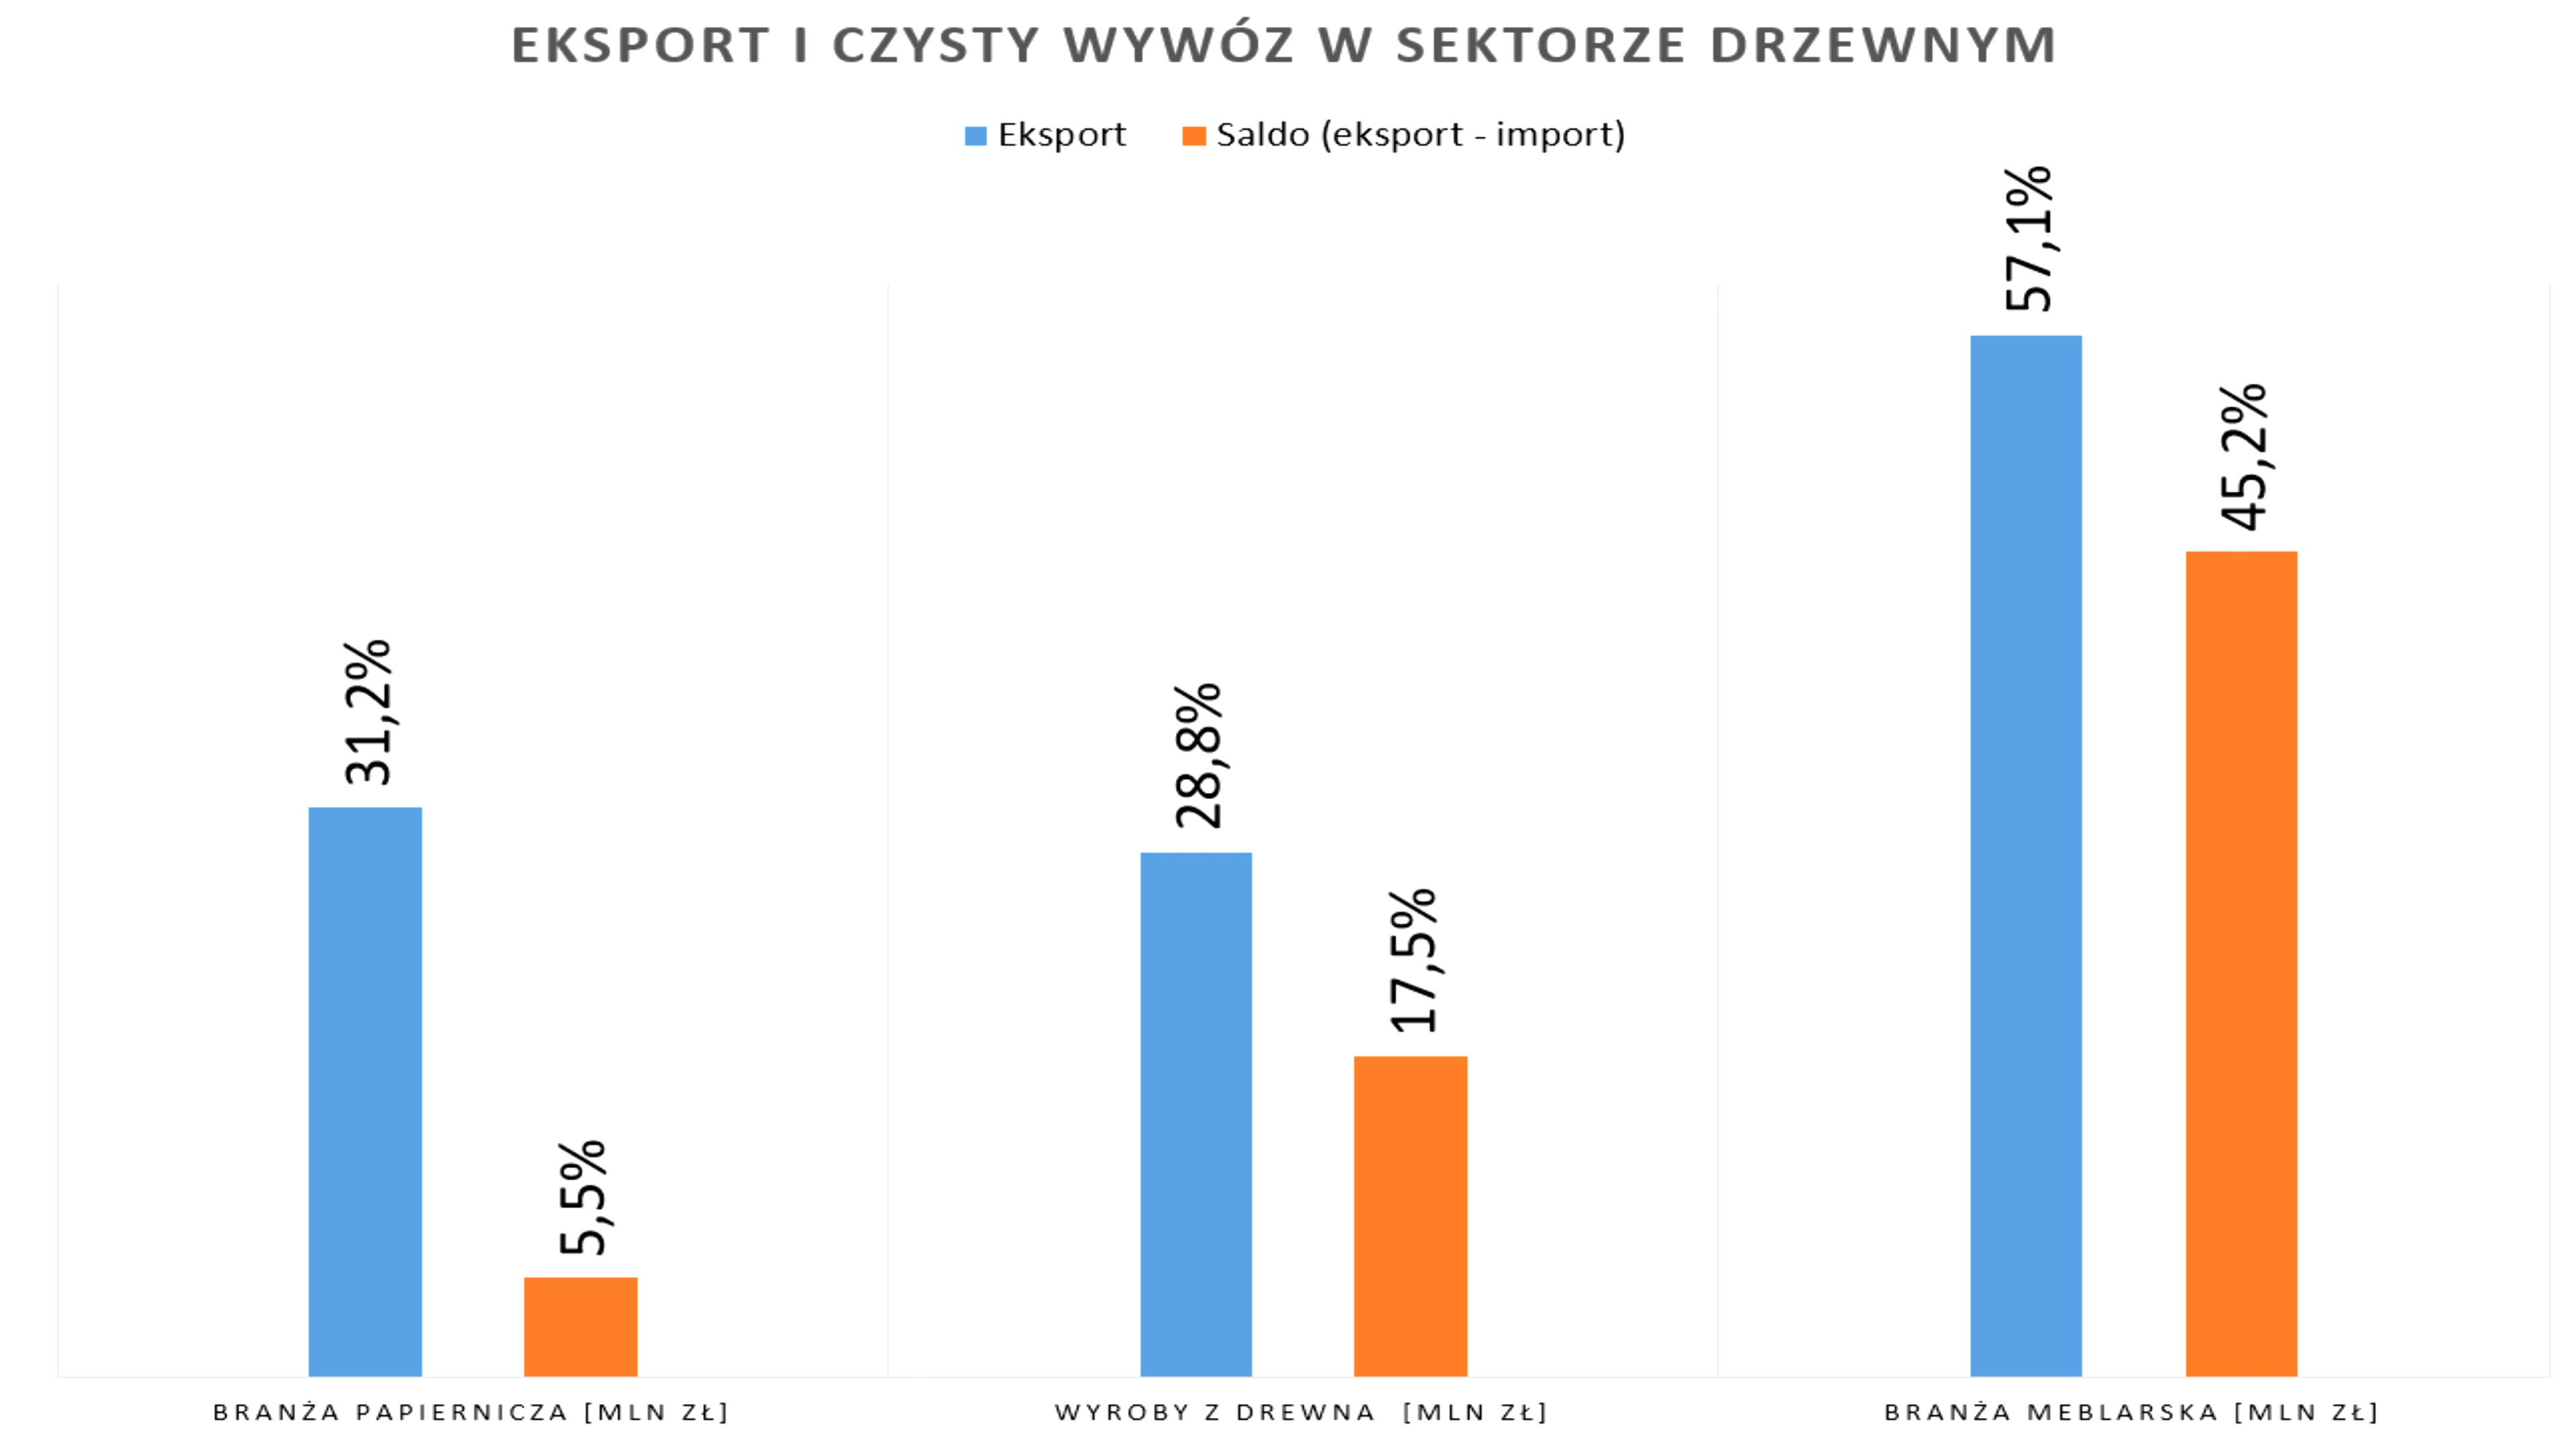 EKSPORT I CZYSTY WYWÓZ W SEKTORZE DRZEWNYM
Eksport Saldo (eksport - import)
31,2%
5,5%
28,8%
17,5%
57,1%
45,2%
BRANŻA PAPIERNICZA [MLN ZŁ]
WYROBY Z DREWNA [MLN ZŁ]
BRANŻA MEBLARSKA [MLN ZŁ]